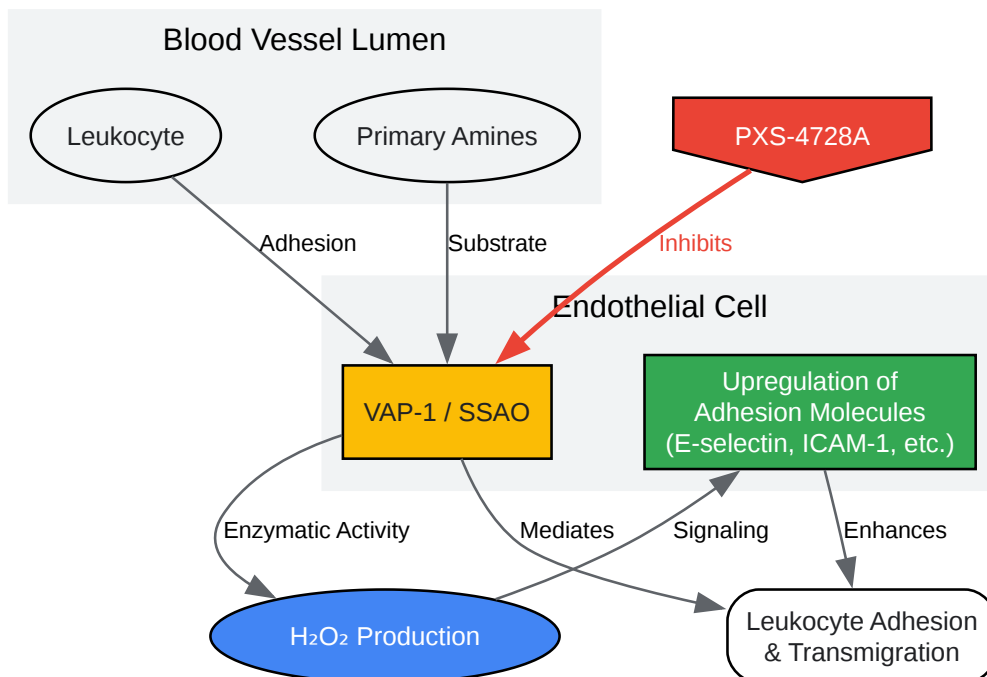 Blood Vessel Lumen
Leukocyte
Primary Amines
PXS-4728A
Adhesion
Substrate
Inhibits
Endothelial Cell
VAP-1 / SSAO
Upregulation of
Adhesion Molecules
(E-selectin, ICAM-1, etc.)
Enzymatic Activity
Mediates
Signaling
Enhances
H₂O₂ Production
Leukocyte Adhesion
& Transmigration